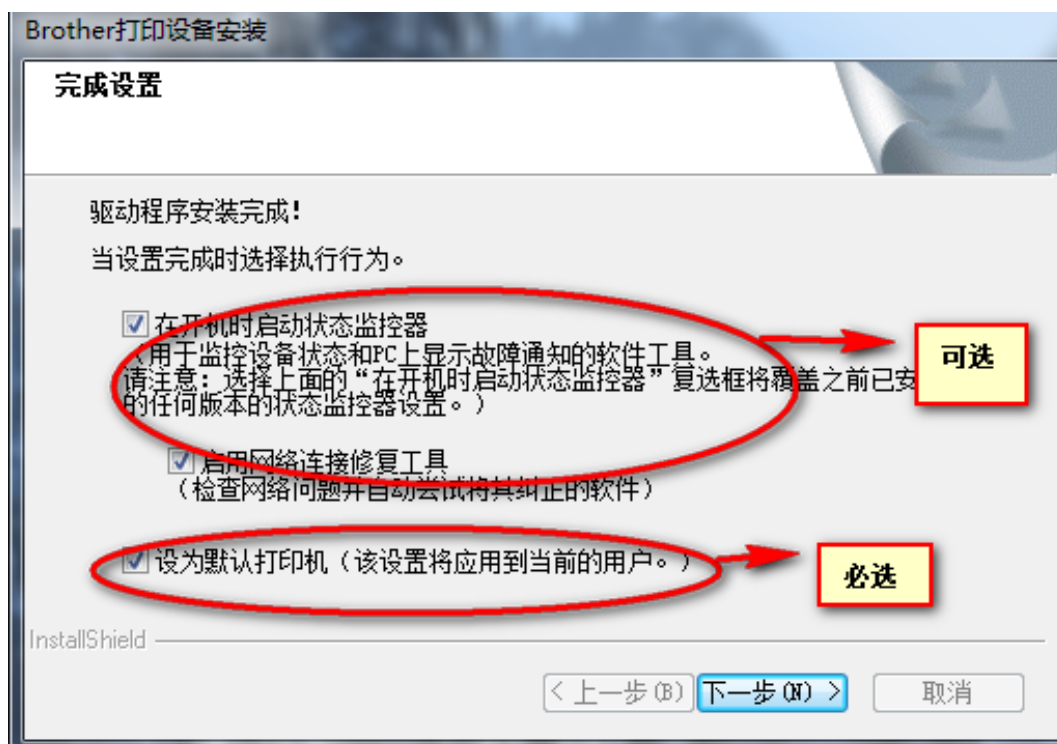 Brother打印设备安装
完成设置
驱动程序安装完成!
当设置完成时选择执行行为。
在开机时启动状态监控器
(用于监控设备状态和PC上显示故障通知的软件工具。
可选
请注意：选择上面的“在开机时启动状态监控器”复选框将覆盖之前已安
的任何版本的状态监控器设置。)
启用网络连接修复工具
(检查网络问题并自动尝试将其纠正的软件)
设为默认打印机(该设置将应用到当前的用户。)
必选
InstallShield
< 上一步(B)
下一步(N) >
取消